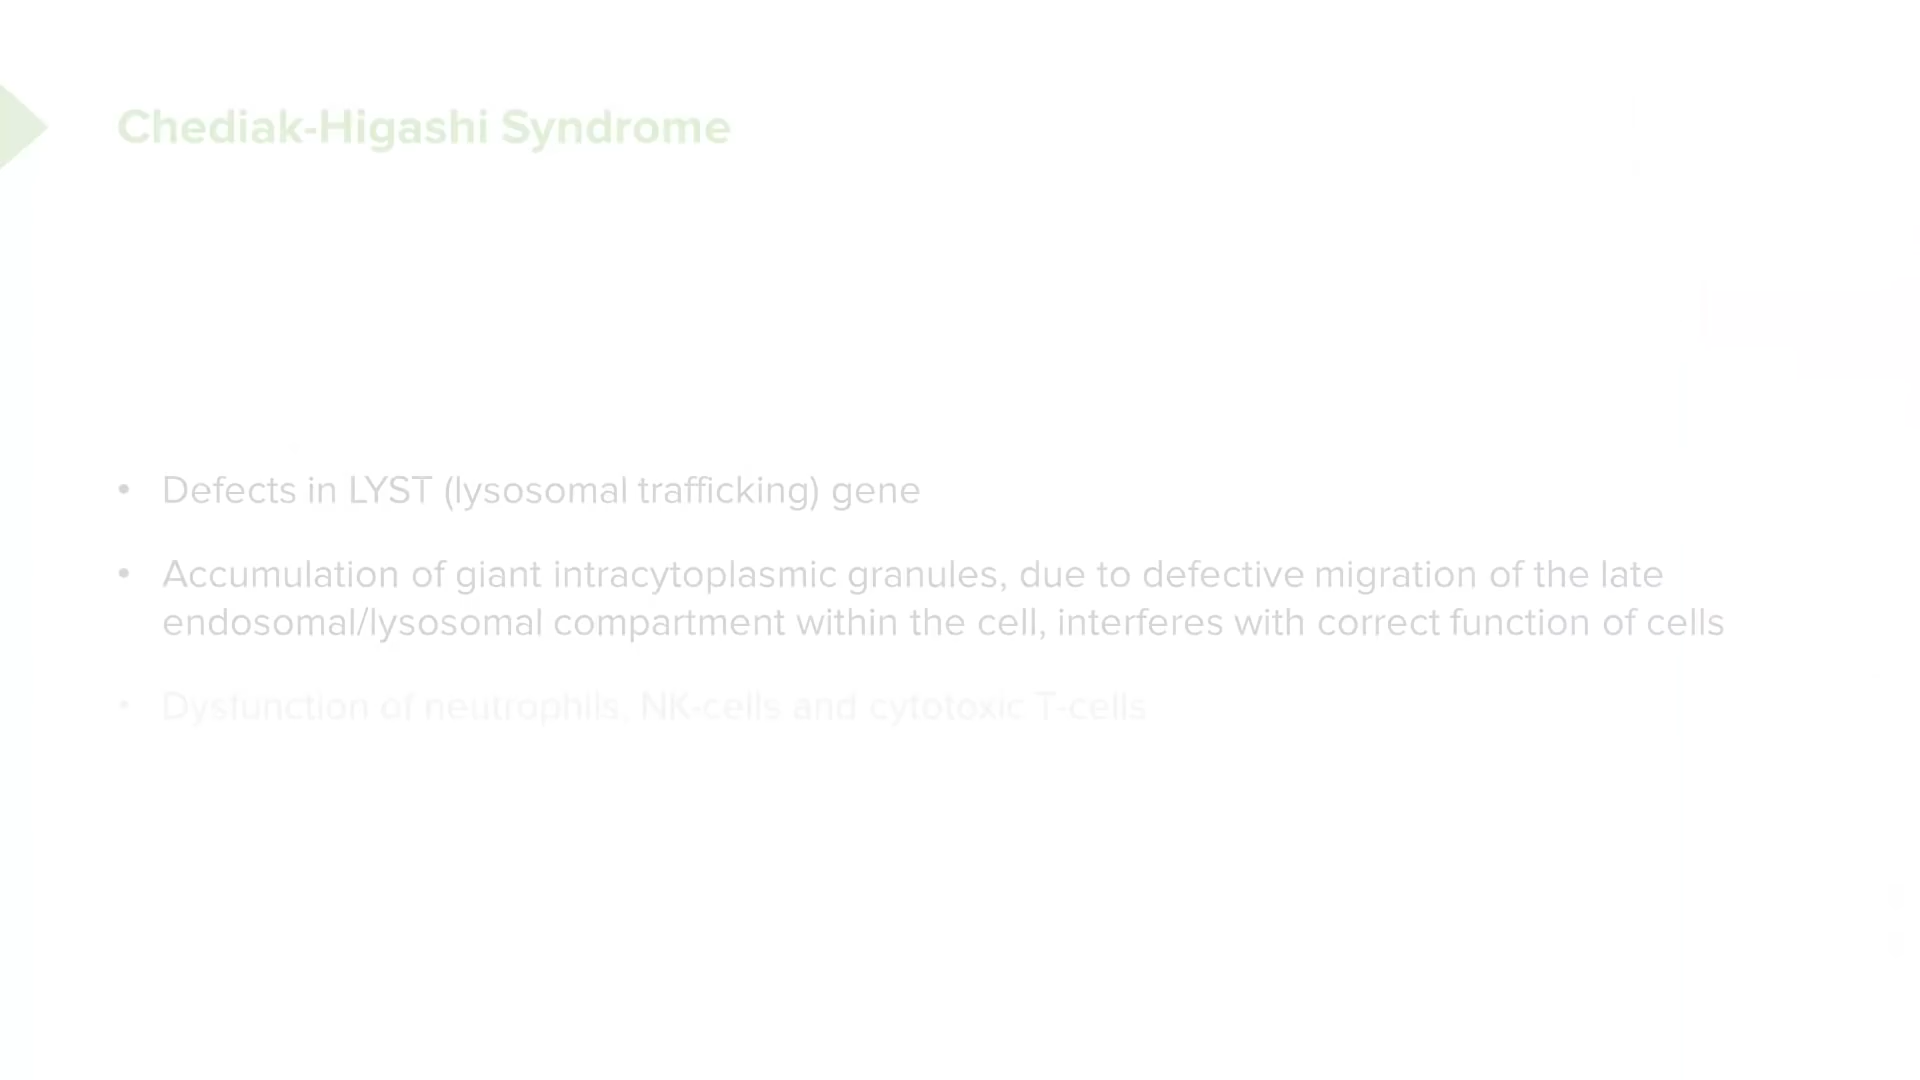 Chediak-Higashi Syndrome
• Defects in LYST (lysosomal trafficking) gene
• Accumulation of giant intracytoplasmic granules, due to defective migration of the late
endosomal/lysosomal compartment within the cell, interferes with correct function of cells
• Dysfunction of neutrophils, NK-cells and cytotoxic T-cells